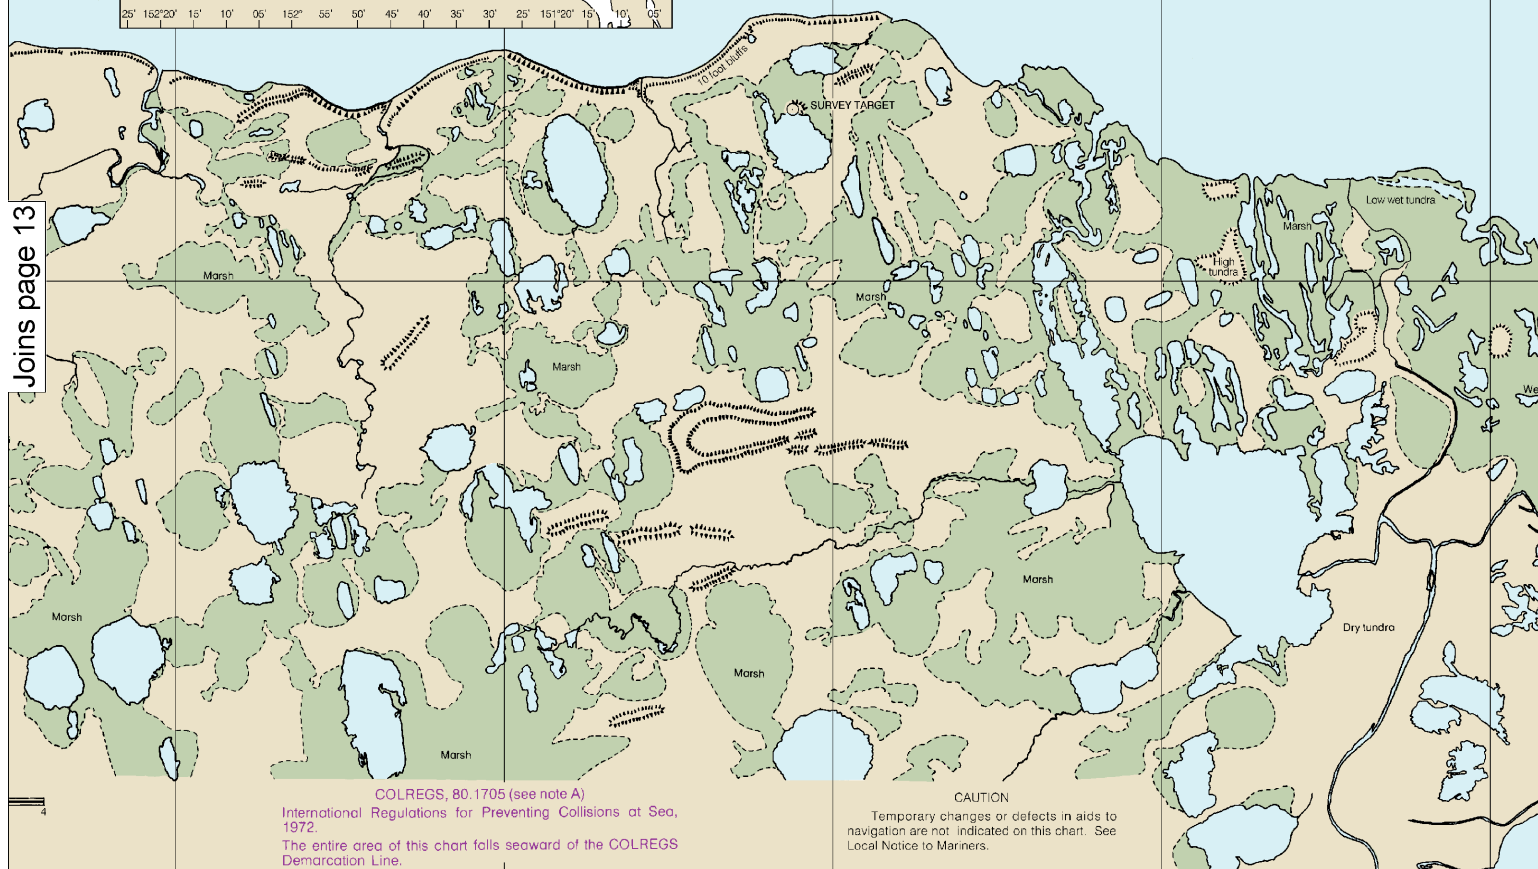 25' 152°20' 15' 10' 05' 152° 55' 50' 45' 40' 35' 30' 25' 151°20' 15' 10' 05'
10 foot bluffs
SURVEY TARGET
Joins page 13
Low wet tundra
Marsh
High
tundra
Marsh
Marsh
Marsh
We
Marsh
Marsh
Dry tundra
Marsh
Marsh
4
COLREGS, 80.1705 (see note A)
International Regulations for Preventing Collisions at Sea,
1972.
The entire area of this chart falls seaward of the COLREGS
Demarcation Line.
CAUTION
Temporary changes or defects in aids to
navigation are not indicated on this chart. See
Local Notice to Mariners.